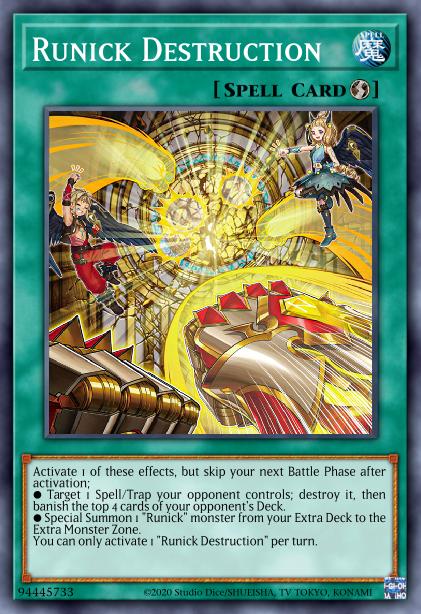 RUNICK DESTRUCTION
SPELL
魔
[SPELL CARD]
Activate 1 of these effects, but skip your next Battle Phase after
activation;
● Target 1 Spell/Trap your opponent controls; destroy it, then
banish the top 4 cards of your opponent's Deck.
● Special Summon 1 "Runick" monster from your Extra Deck to the
Extra Monster Zone.
You can only activate 1 "Runick Destruction" per turn.
94445733
©2020 Studio Dice/SHUEISHA, TV TOKYO, KONAMI